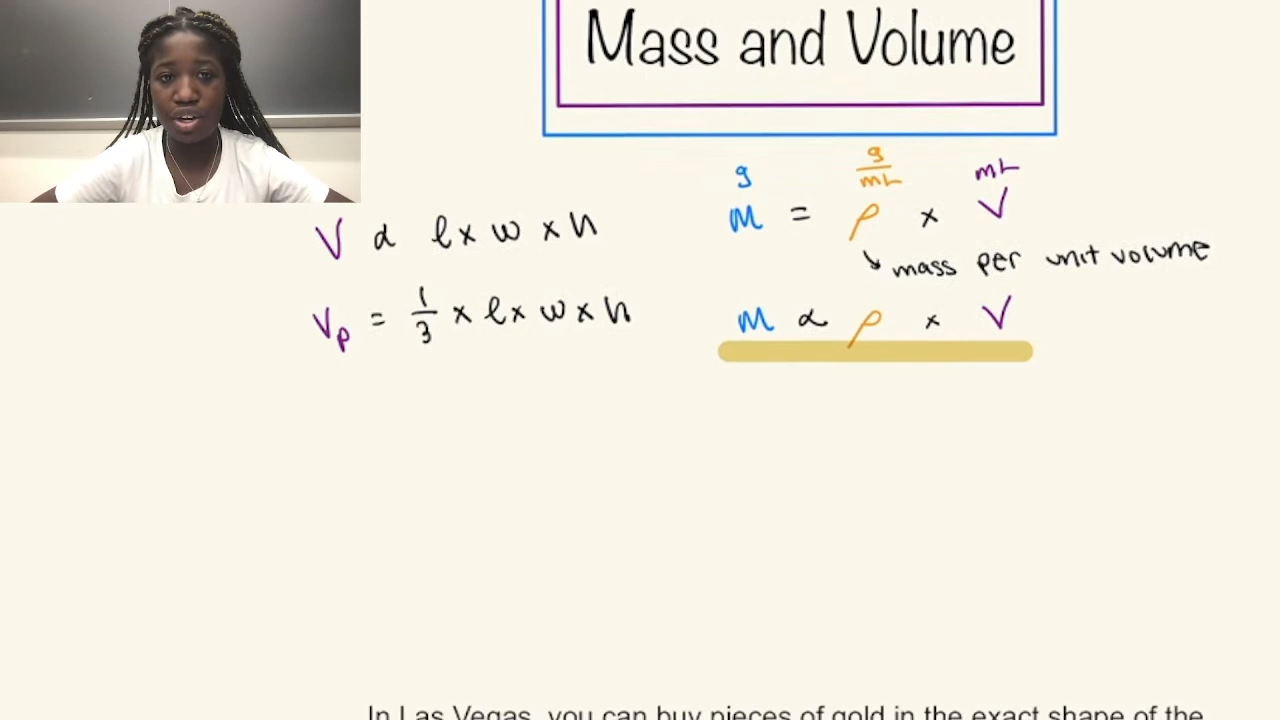 Mass and Volume
g g/mL mL
m = ρ × V
↘ mass per unit volume
V ∝ l × w × h
Vₚ = 1/3 × l × w × h
m ∝ ρ × V
In Las Vegas, you can buy pieces of gold in the exact shape of the